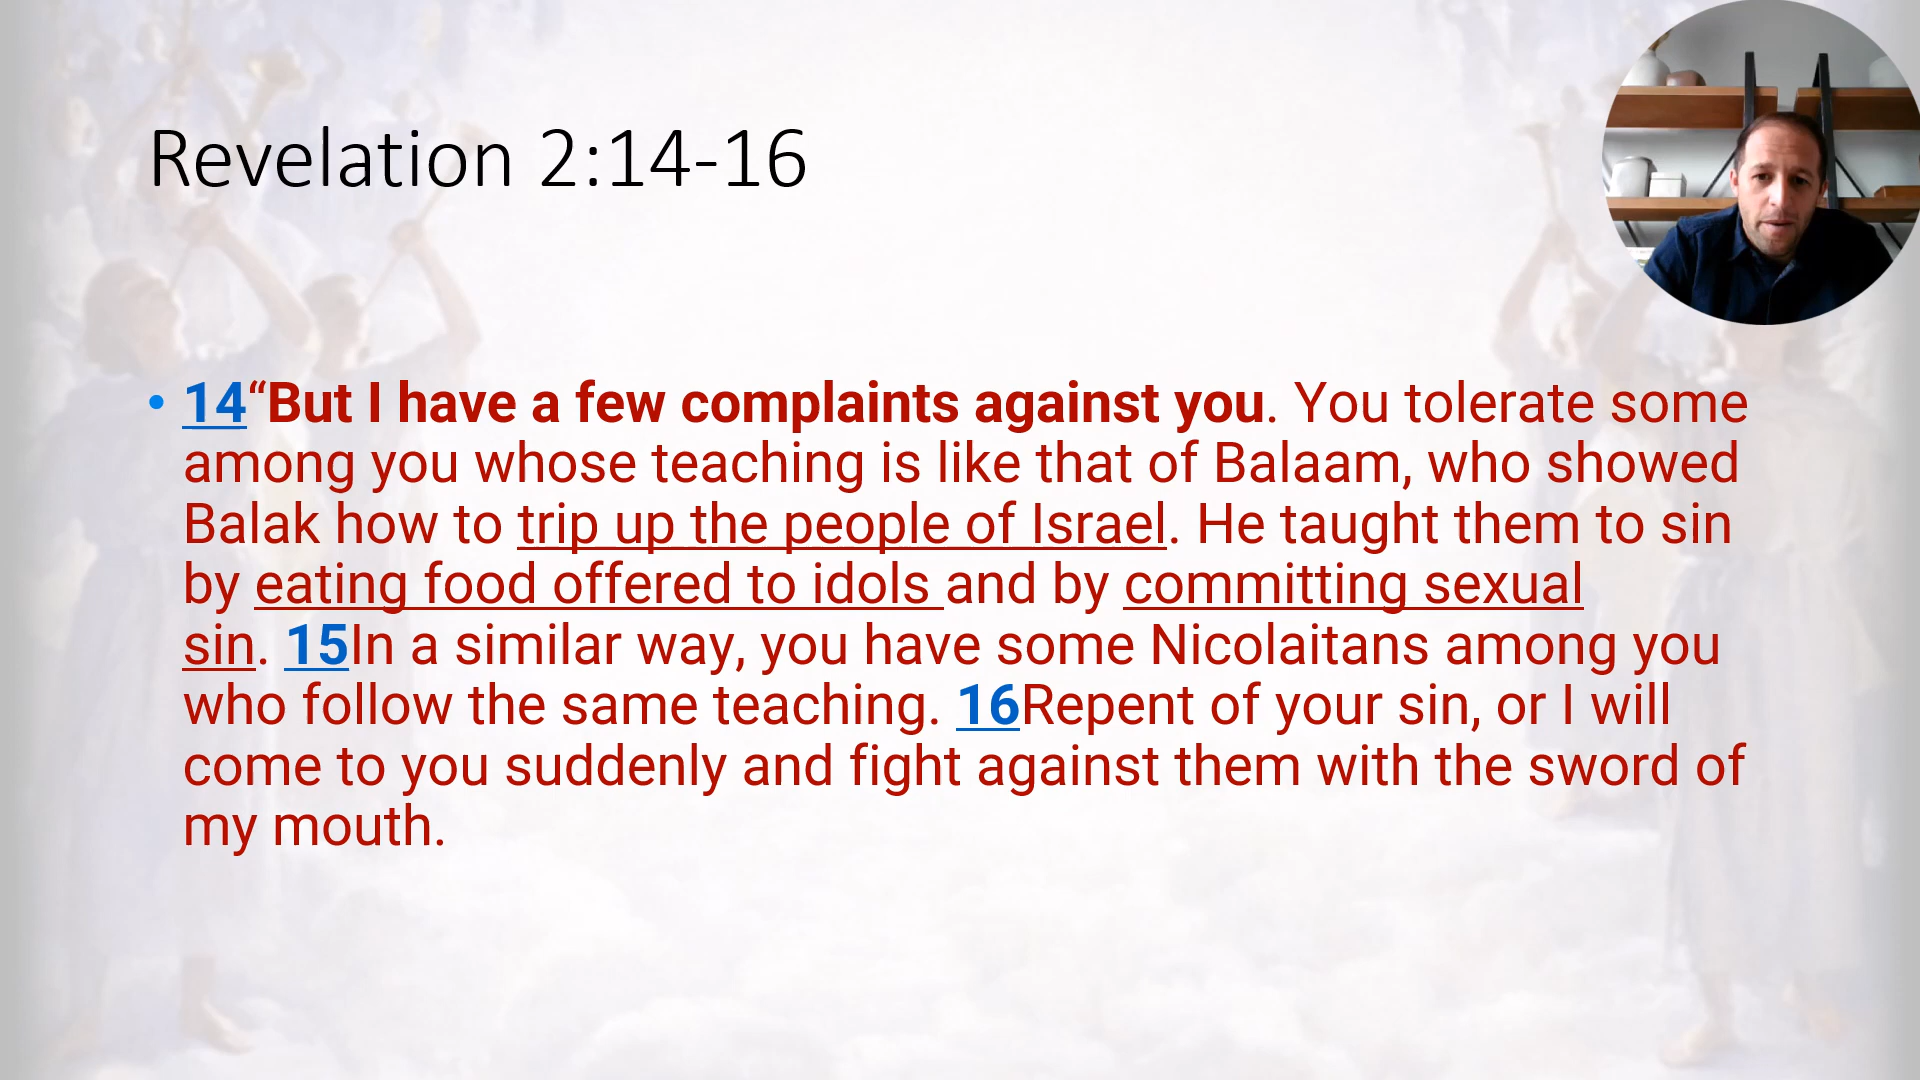 Revelation 2:14-16
• 14“But I have a few complaints against you. You tolerate some
among you whose teaching is like that of Balaam, who showed
Balak how to trip up the people of Israel. He taught them to sin
by eating food offered to idols and by committing sexual
sin. 15In a similar way, you have some Nicolaitans among you
who follow the same teaching. 16Repent of your sin, or I will
come to you suddenly and fight against them with the sword of
my mouth.